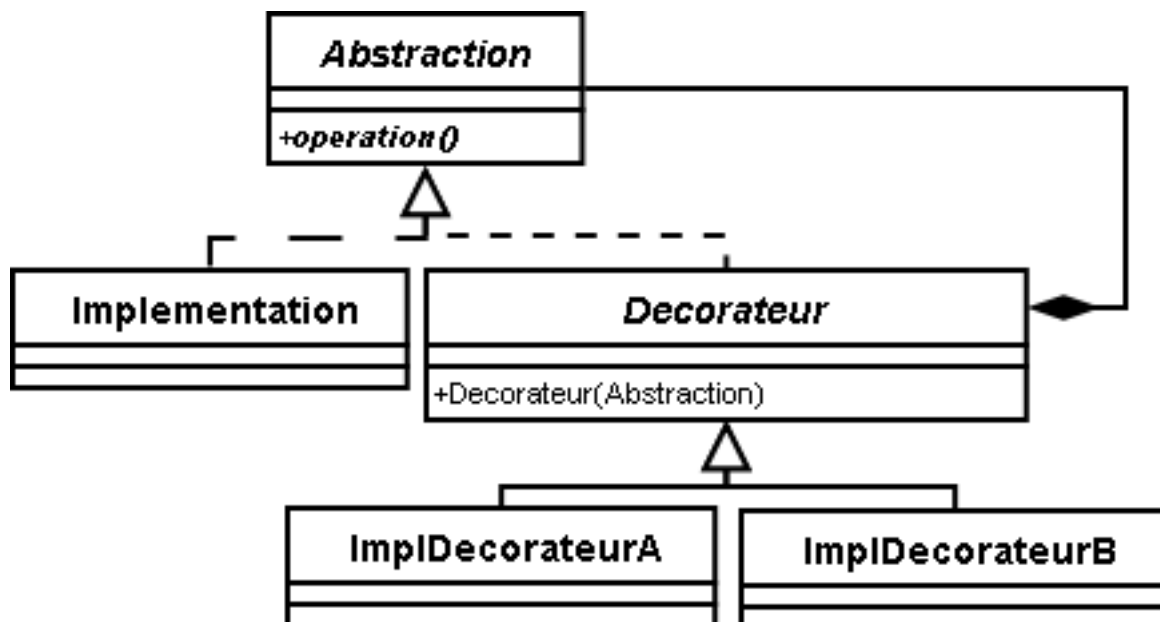 Abstraction
+operation()
Implementation
Decorateur
+Decorateur(Abstraction)
ImplDecorateurA
ImplDecorateurB